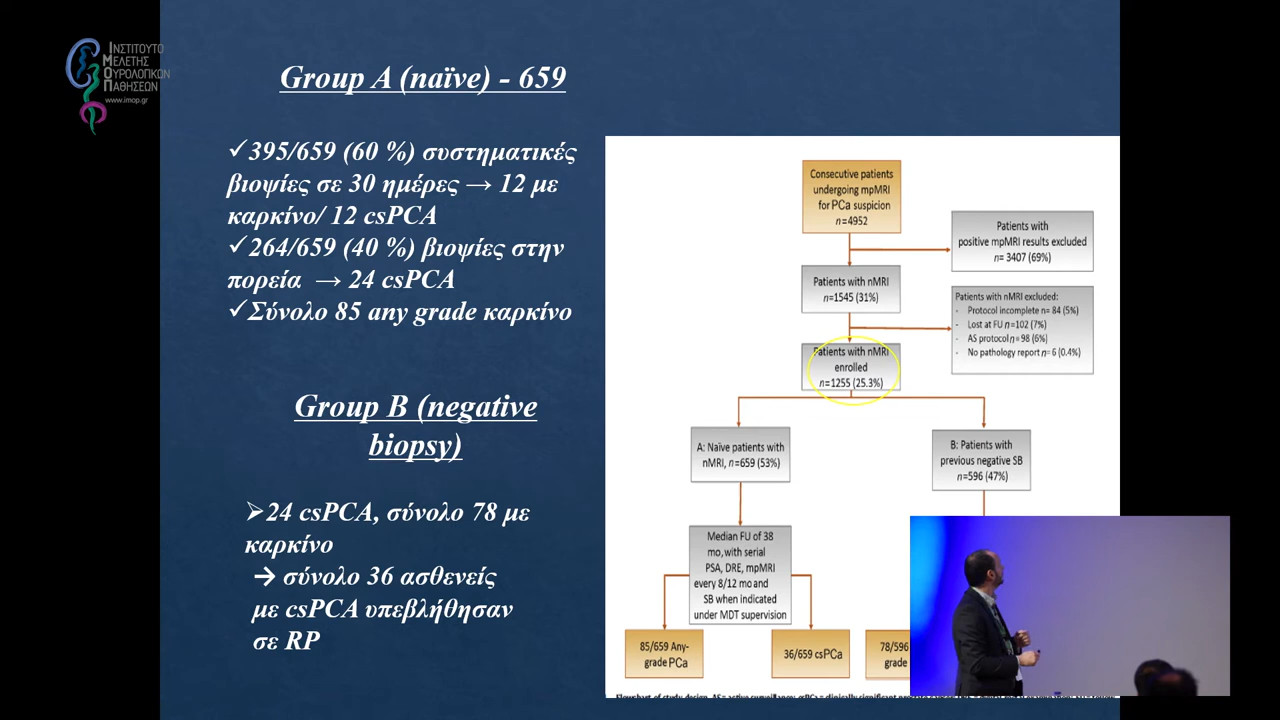 ΙΝΣΤΙΤΟΥΤΟ
ΜΕΛΕΤΗΣ
ΟΥΡΟΛΟΓΙΚΩΝ
ΠΑΘΗΣΕΩΝ
www.imop.gr
Group A (naïve) - 659
✓395/659 (60 %) συστηματικές
βιοψίες σε 30 ημέρες → 12 με
καρκίνο/ 12 csPCA
✓264/659 (40 %) βιοψίες στην
πορεία → 24 csPCA
✓Σύνολο 85 any grade καρκίνο
Group B (negative
biopsy)
➢24 csPCA, σύνολο 78 με
καρκίνο
→ σύνολο 36 ασθενείς
με csPCA υπεβλήθησαν
σε RP
Consecutive patients
undergoing mpMRI
for PCa suspicion
n=4952
Patients with
positive mpMRI results excluded
n= 3407 (69%)
Patients with nMRI
n=1545 (31%)
Patients with nMRI excluded:
- Protocol incomplete n= 84 (5%)
- Lost at FU n=102 (7%)
- AS protocol n=98 (6%)
- No pathology report n= 6 (0.4%)
Patients with nMRI
enrolled
n=1255 (25.3%)
A: Naïve patients with
nMRI, n=659 (53%)
B: Patients with
previous negative SB
n=596 (47%)
Median FU of 38
mo, with serial
PSA, DRE, mpMRI
every 8/12 mo and
SB when indicated
under MDT supervision
85/659 Any-
grade PCa
36/659 csPCa
78/596
grade